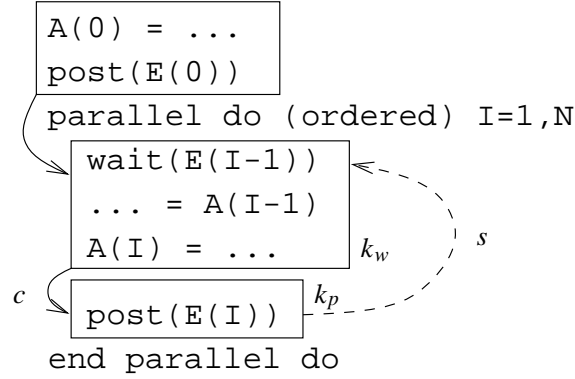 A(0) = ...
post(E(0))
parallel do (ordered) I=1,N
wait(E(I-1))
... = A(I-1)
s
A(I) = ...
k_w
c
k_p
post(E(I))
end parallel do